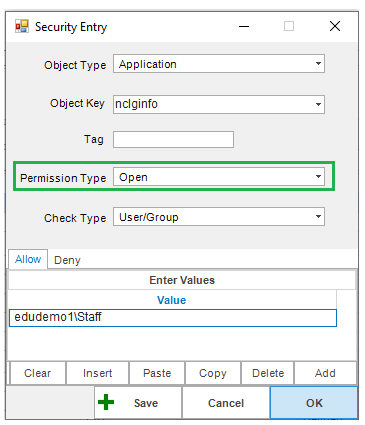 Security Entry
Object Type Application
Object Key nclginfo
Tag
Permission Type Open
Check Type User/Group
Allow Deny
Enter Values
Value
edudemo1\Staff
Clear Insert Paste Copy Delete Add
Save Cancel OK